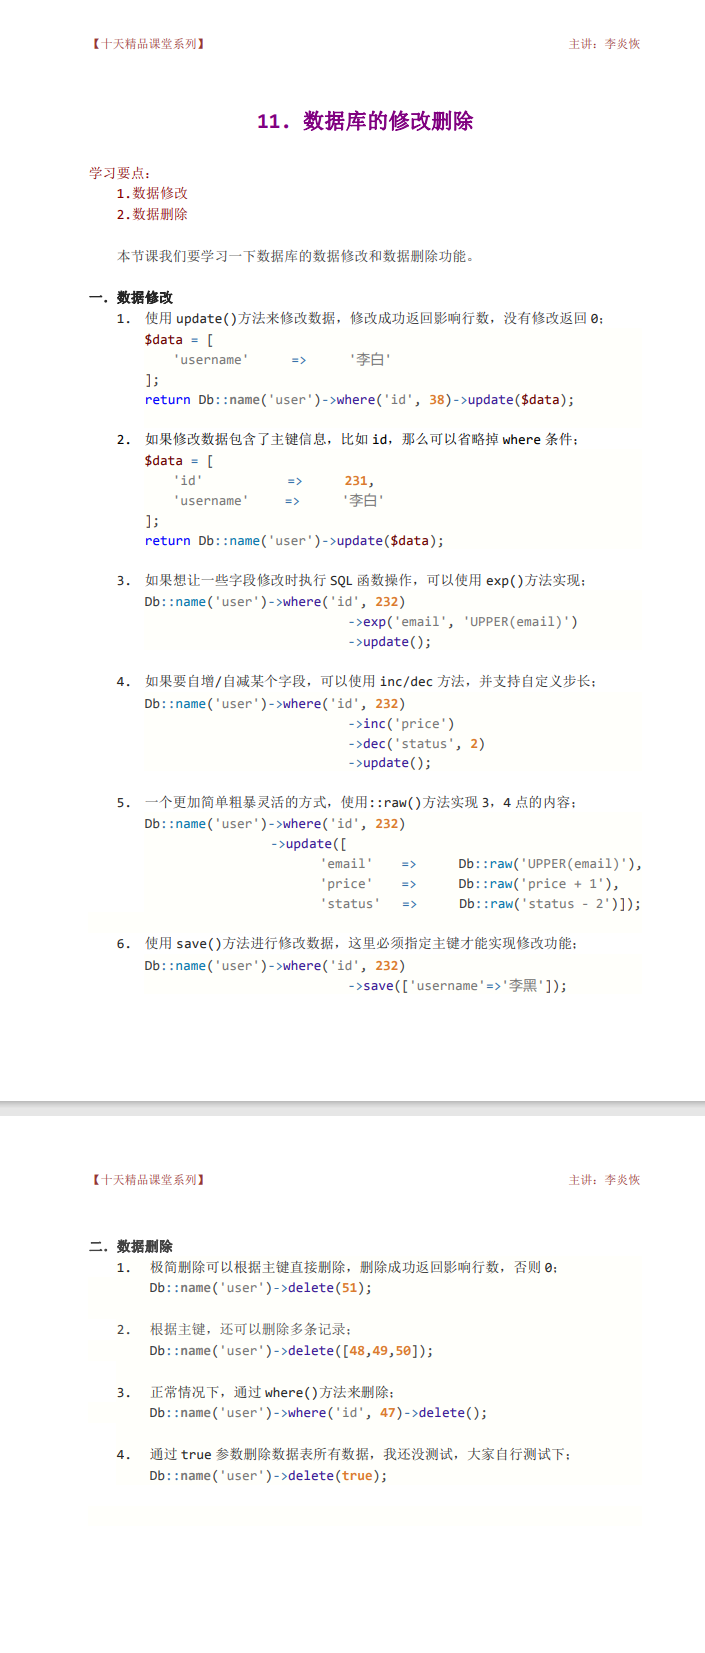 【十天精品课堂系列】 主讲：李炎恢
11. 数据库的修改删除
学习要点：
1.数据修改
2.数据删除
本节课我们要学习一下数据库的数据修改和数据删除功能。
一. 数据修改
1. 使用 update()方法来修改数据，修改成功返回影响行数，没有修改返回 0；
$data = [
'username' => '李白'
];
return Db::name('user')->where('id', 38)->update($data);
2. 如果修改数据包含了主键信息，比如 id，那么可以省略掉 where 条件；
$data = [
'id' => 231,
'username' => '李白'
];
return Db::name('user')->update($data);
3. 如果想让一些字段修改时执行 SQL 函数操作，可以使用 exp()方法实现；
Db::name('user')->where('id', 232)
->exp('email', 'UPPER(email)')
->update();
4. 如果要自增/自减某个字段，可以使用 inc/dec 方法，并支持自定义步长；
Db::name('user')->where('id', 232)
->inc('price')
->dec('status', 2)
->update();
5. 一个更加简单粗暴灵活的方式，使用::raw()方法实现 3，4 点的内容；
Db::name('user')->where('id', 232)
->update([
'email' => Db::raw('UPPER(email)'),
'price' => Db::raw('price + 1'),
'status' => Db::raw('status - 2')]);
6. 使用 save()方法进行修改数据，这里必须指定主键才能实现修改功能；
Db::name('user')->where('id', 232)
->save(['username'=>'李黑']);
【十天精品课堂系列】 主讲：李炎恢
二. 数据删除
1. 极简删除可以根据主键直接删除，删除成功返回影响行数，否则 0；
Db::name('user')->delete(51);
2. 根据主键，还可以删除多条记录；
Db::name('user')->delete([48,49,50]);
3. 正常情况下，通过 where()方法来删除；
Db::name('user')->where('id', 47)->delete();
4. 通过 true 参数删除数据表所有数据，我还没测试，大家自行测试下；
Db::name('user')->delete(true);